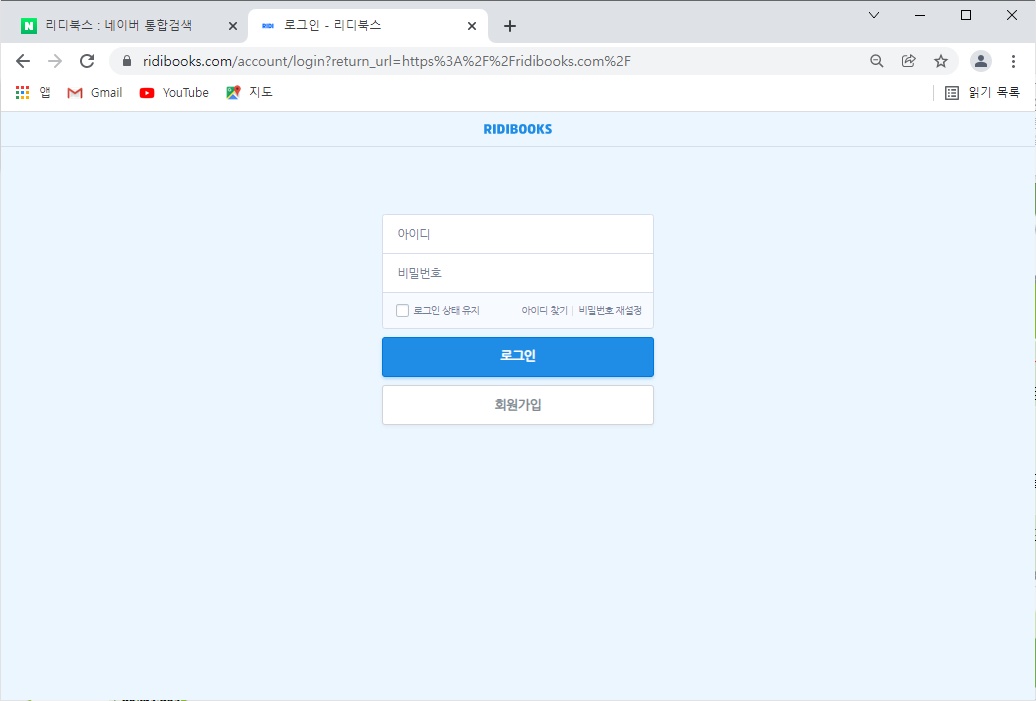 리디북스 : 네이버 통합검색
로그인 - 리디북스
ridibooks.com/account/login?return_url=https%3A%2F%2Fridibooks.com%2F
앱 Gmail YouTube 지도 읽기 목록
RIDIBOOKS
아이디
비밀번호
로그인 상태 유지 아이디 찾기 | 비밀번호 재설정
로그인
회원가입